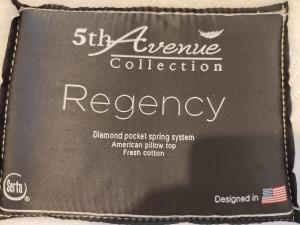 5th Avenue
Collection
Regency
Diamond pocket spring system
American pillow top
Fresh cotton
Serta®
Designed in